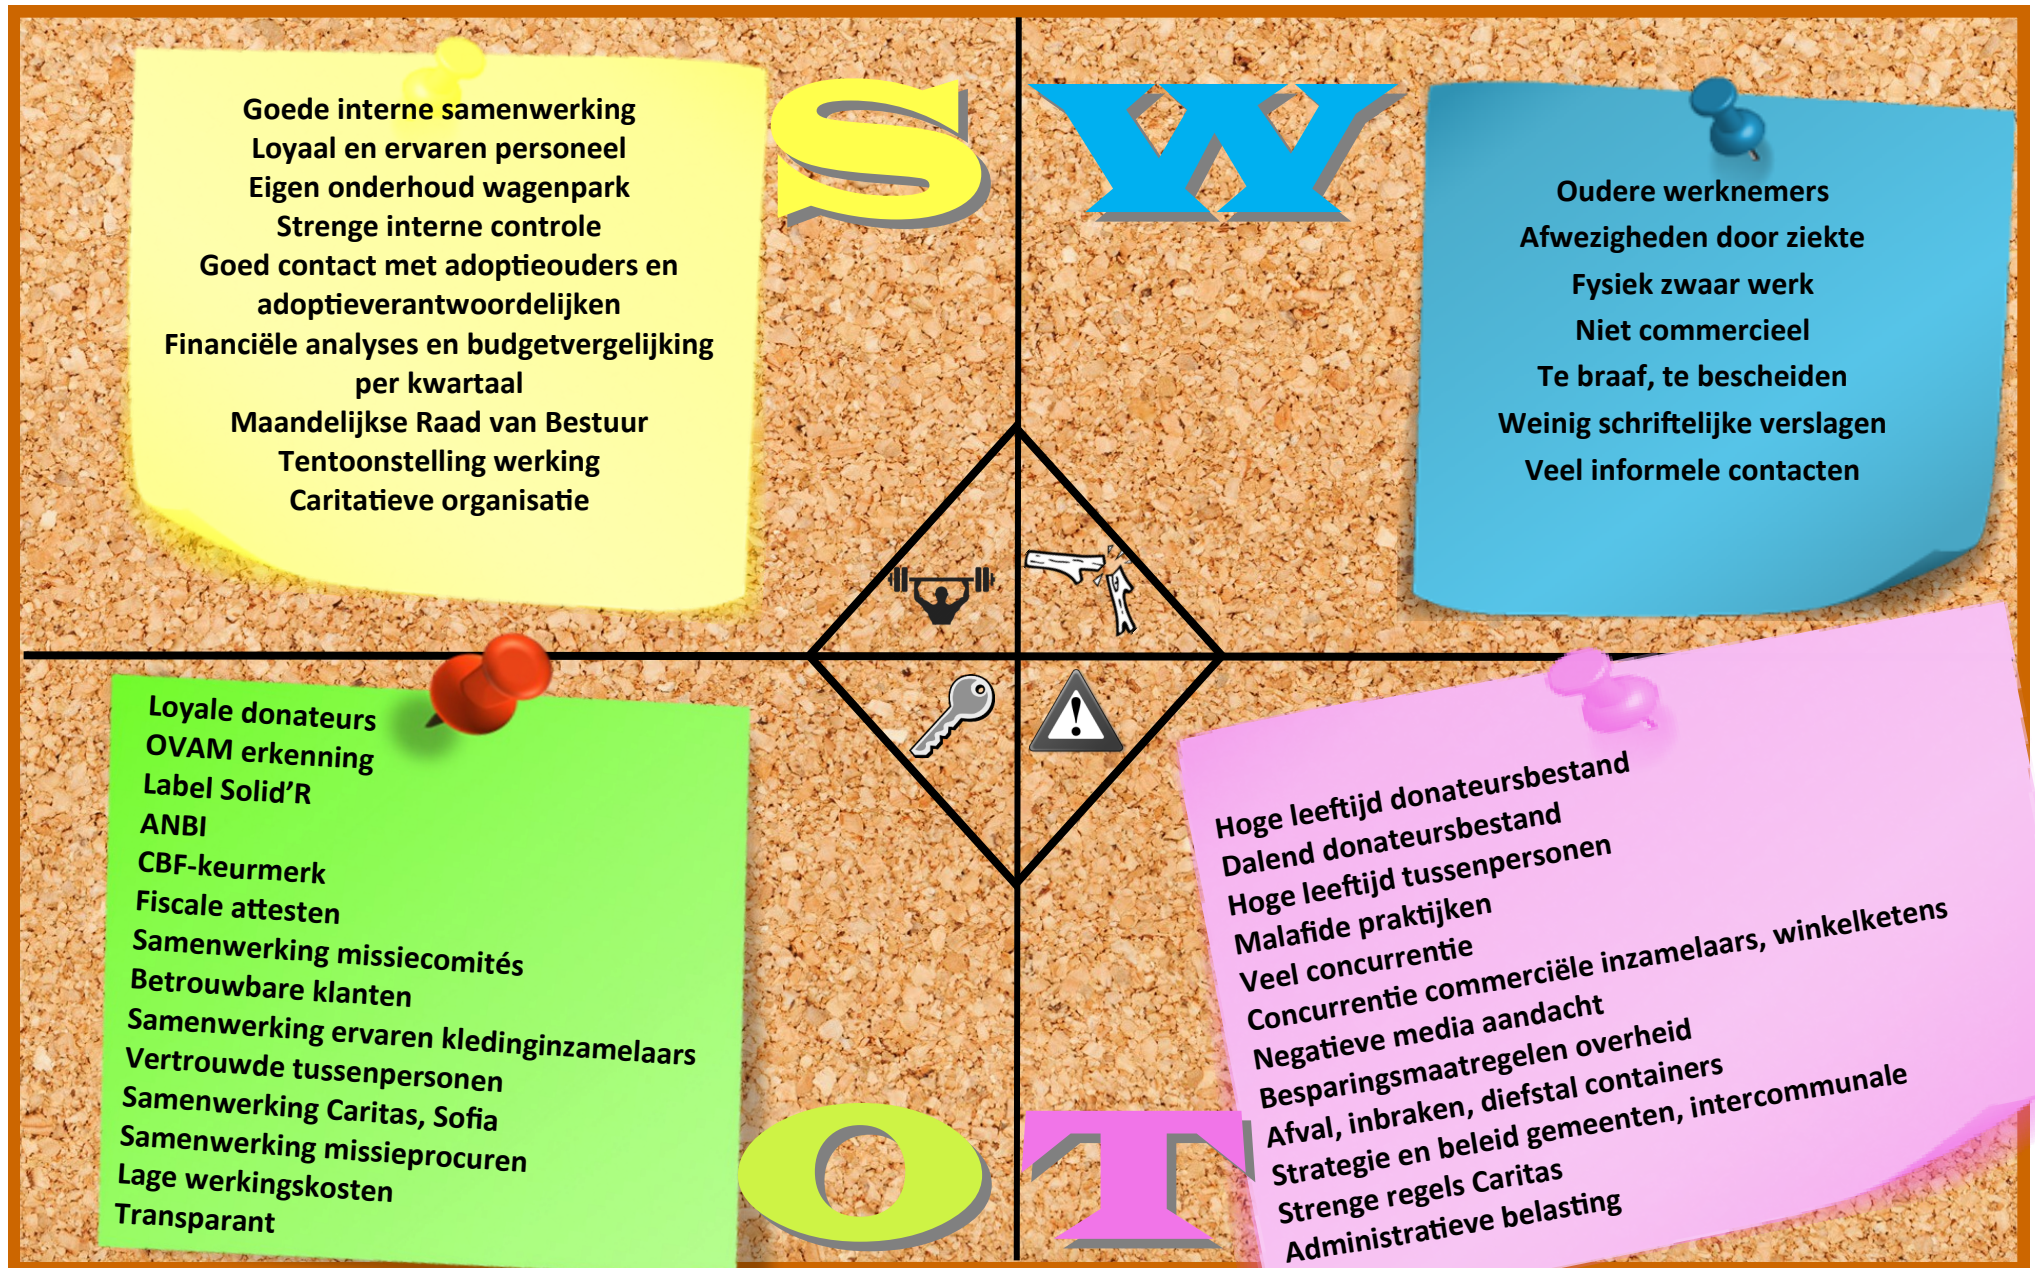 S
Goede interne samenwerking
Loyaal en ervaren personeel
Eigen onderhoud wagenpark
Strenge interne controle
Goed contact met adoptieouders en
adoptieverantwoordelijken
Financiële analyses en budgetvergelijking
per kwartaal
Maandelijkse Raad van Bestuur
Tentoonstelling werking
Caritatieve organisatie
W
Oudere werknemers
Afwezigheden door ziekte
Fysiek zwaar werk
Niet commercieel
Te braaf, te bescheiden
Weinig schriftelijke verslagen
Veel informele contacten
O
Loyale donateurs
OVAM erkenning
Label Solid’R
ANBI
CBF-keurmerk
Fiscale attesten
Samenwerking missiecomités
Betrouwbare klanten
Samenwerking ervaren kledinginzamelaars
Vertrouwde tussenpersonen
Samenwerking Caritas, Sofia
Samenwerking missieprocuren
Lage werkingskosten
Transparant
T
Hoge leeftijd donateursbestand
Dalend donateursbestand
Hoge leeftijd tussenpersonen
Malafide praktijken
Veel concurrentie
Concurrentie commerciële inzamelaars, winkelketens
Negatieve media aandacht
Besparingsmaatregelen overheid
Afval, inbraken, diefstal containers
Strategie en beleid gemeenten, intercommunale
Strenge regels Caritas
Administratieve belasting